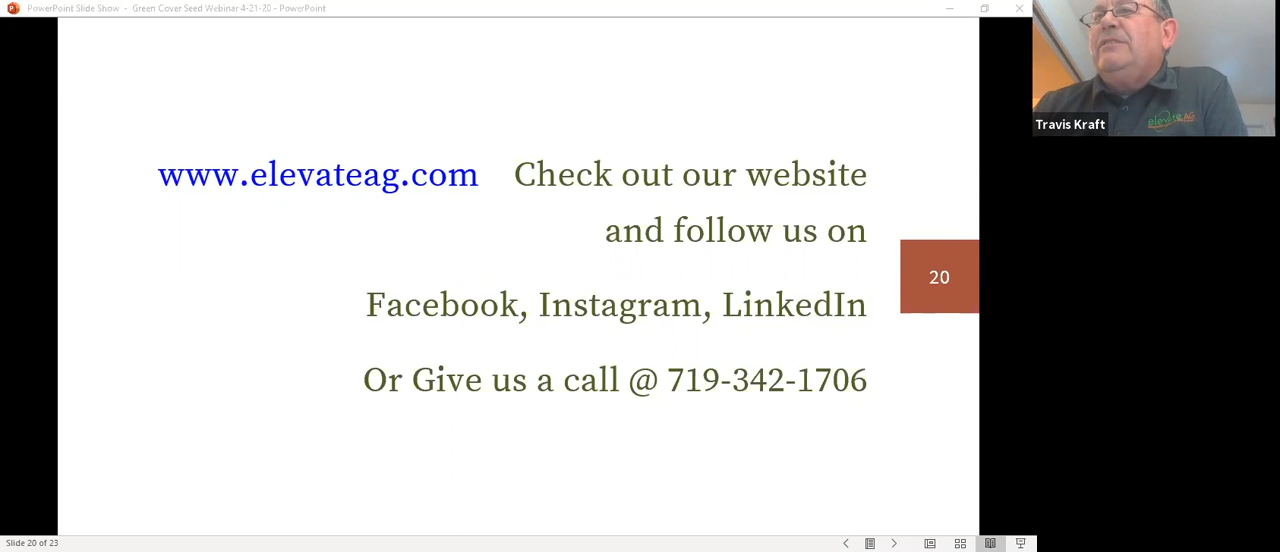 PowerPoint Slide Show - Green Cover Seed Webinar 4-21-20 - PowerPoint
www.elevateag.com Check out our website
and follow us on
Facebook, Instagram, LinkedIn
Or Give us a call @ 719-342-1706
20
elevate AG
Travis Kraft
Slide 20 of 23